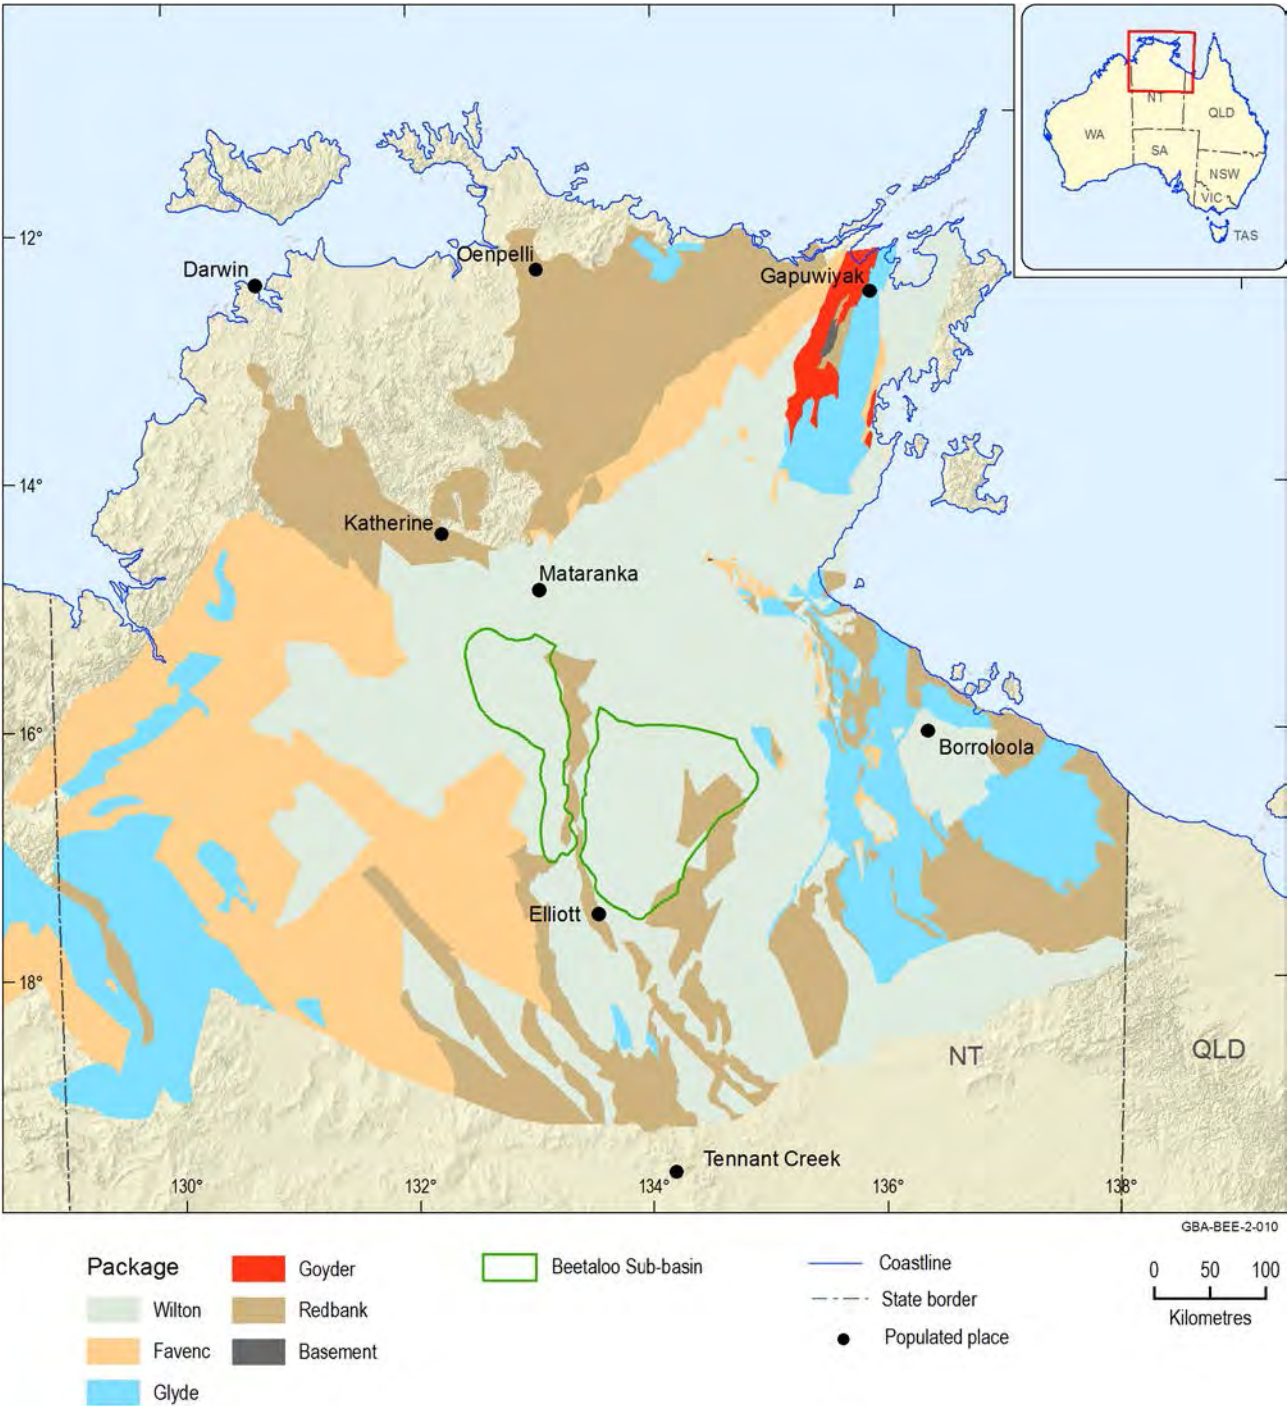 NT
QLD
WA
SA
NSW
VIC
TAS
12°
Oenpelli
Darwin
Gapuwiyak
14°
Katherine
Mataranka
16°
Borroloola
Elliott
18°
NT
QLD
Tennant Creek
130°
132°
134°
136°
138°
GBA-BEE-2-010
Package
Goyder
Wilton
Redbank
Favenc
Basement
Glyde
Beetaloo Sub-basin
Coastline
State border
Populated place
0 50 100
Kilometres